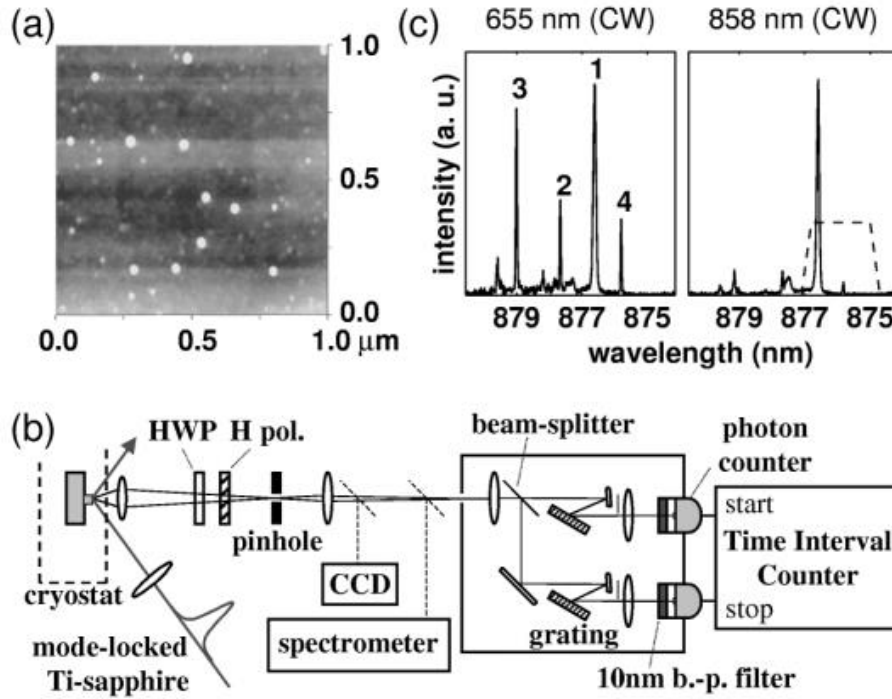 (a)
1.0
0.5
0.0
0.0 0.5 1.0 μm
(c) 655 nm (CW) 858 nm (CW)
intensity (a. u.)
3
1
2
4
879 877 875 879 877 875
wavelength (nm)
(b)
HWP H pol.
pinhole
cryostat
mode-locked
Ti-sapphire
CCD
spectrometer
beam-splitter
grating
photon
counter
start
Time Interval
Counter
stop
10nm b.-p. filter